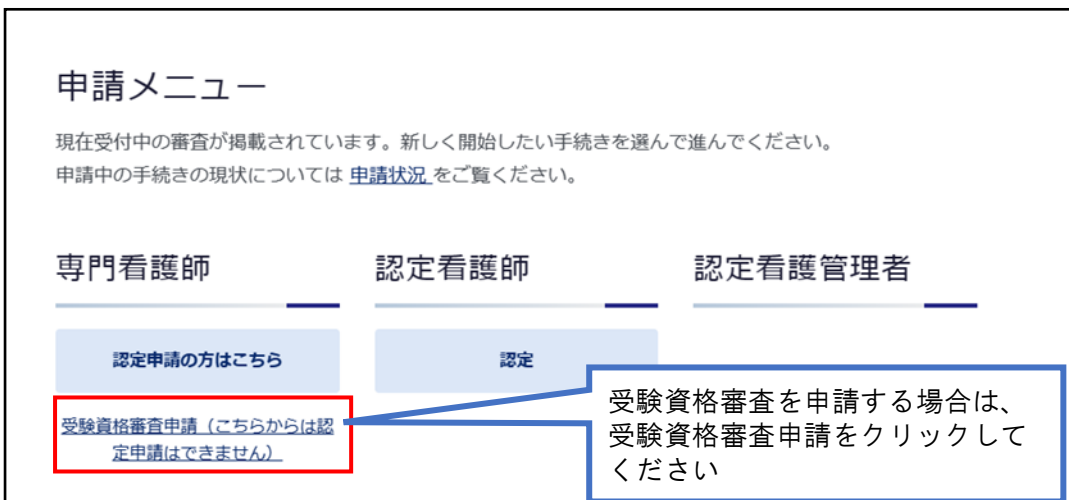 申請メニュー
現在受付中の審査が掲載されています。新しく開始したい手続きを選んで進んでください。
申請中の手続きの現状については 申請状況 をご覧ください。
専門看護師
認定看護師
認定看護管理者
認定申請の方はこちら
認定
受験資格審査申請（こちらからは認
定申請はできません）
受験資格審査を申請する場合は、
受験資格審査申請をクリックして
ください